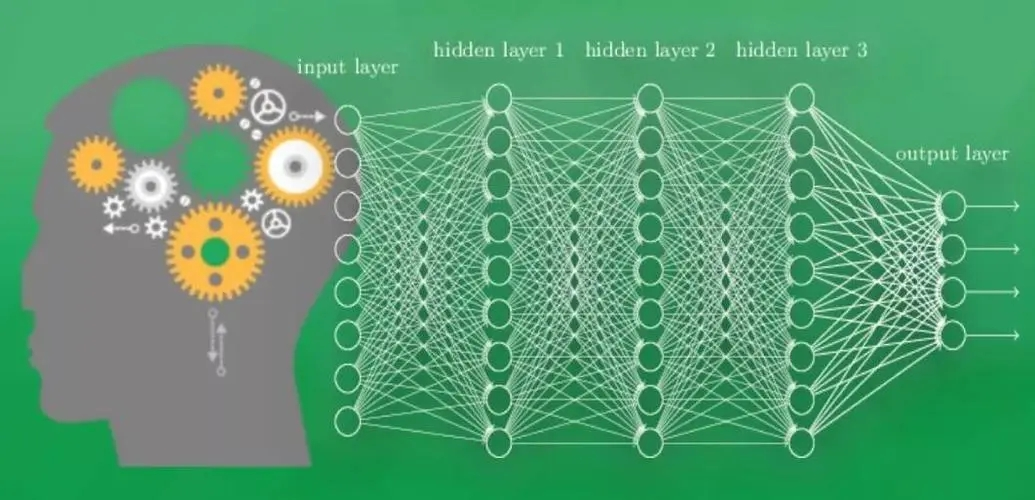 input layer
hidden layer 1
hidden layer 2
hidden layer 3
output layer